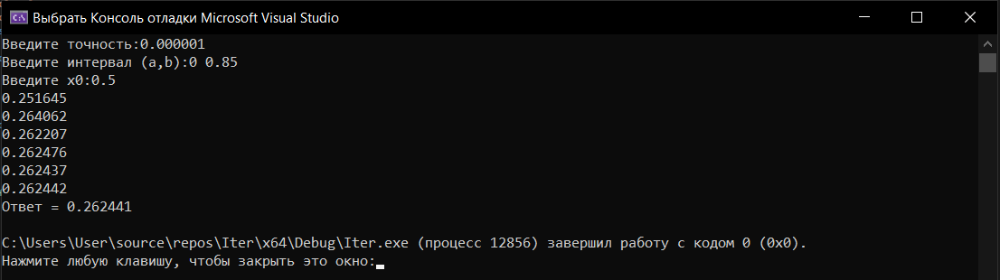 Выбрать Консоль отладки Microsoft Visual Studio
Введите точность:0.000001
Введите интервал (a,b):0 0.85
Введите x0:0.5
0.251645
0.264062
0.262207
0.262476
0.262437
0.262442
Ответ = 0.262441
C:\Users\User\source\repos\Iter\x64\Debug\Iter.exe (процесс 12856) завершил работу с кодом 0 (0x0).
Нажмите любую клавишу, чтобы закрыть это окно: